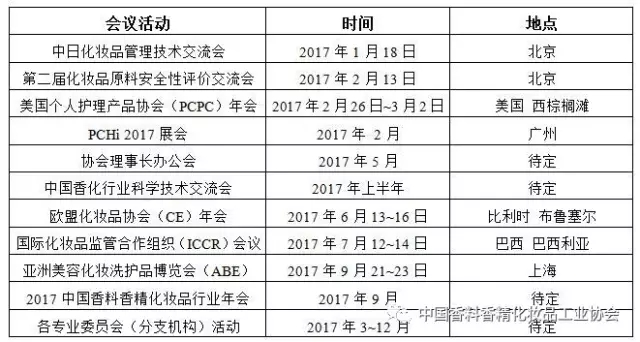 会议活动 时间 地点
中日化妆品管理技术交流会 2017 年 1 月 18 日 北京
第二届化妆品原料安全性评价交流会 2017 年 2 月 13 日 北京
美国个人护理产品协会（PCPC）年会 2017 年 2 月 26 日~3 月 2 日 美国 西棕榈滩
PCHi 2017 展会 2017 年 2 月 广州
协会理事长办公会 2017 年 5 月 待定
中国香化行业科学技术交流会 2017 年上半年 待定
欧盟化妆品协会（CE）年会 2017 年 6 月 13~16 日 比利时 布鲁塞尔
国际化妆品监管合作组织（ICCR）会议 2017 年 7 月 12~14 日 巴西 巴西利亚
亚洲美容化妆洗护品博览会（ABE） 2017 年 9 月 21~23 日 上海
2017 中国香料香精化妆品行业年会 2017 年 9 月 待定
中国香料香精化妆品工业协会
各专业委员会（分支机构）活动 2017 年 3~12 月 待定